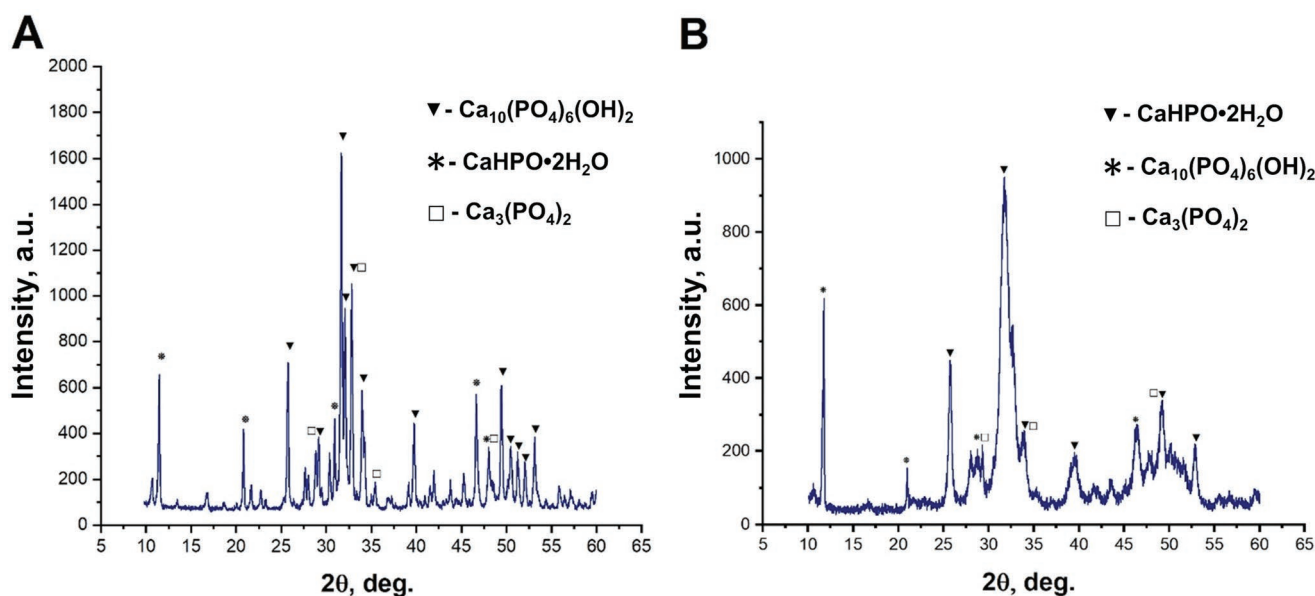 A
2000
1800
1600
1400
1200
1000
800
600
400
200
0
5 10 15 20 25 30 35 40 45 50 55 60 65
Intensity, a.u.
2θ, deg.
▼ - Ca₁₀(PO₄)₆(OH)₂
* - CaHPO•2H₂O
□ - Ca₃(PO₄)₂
B
1000
800
600
400
200
0
5 10 15 20 25 30 35 40 45 50 55 60 65
Intensity, a.u.
2θ, deg.
▼ - CaHPO•2H₂O
* - Ca₁₀(PO₄)₆(OH)₂
□ - Ca₃(PO₄)₂